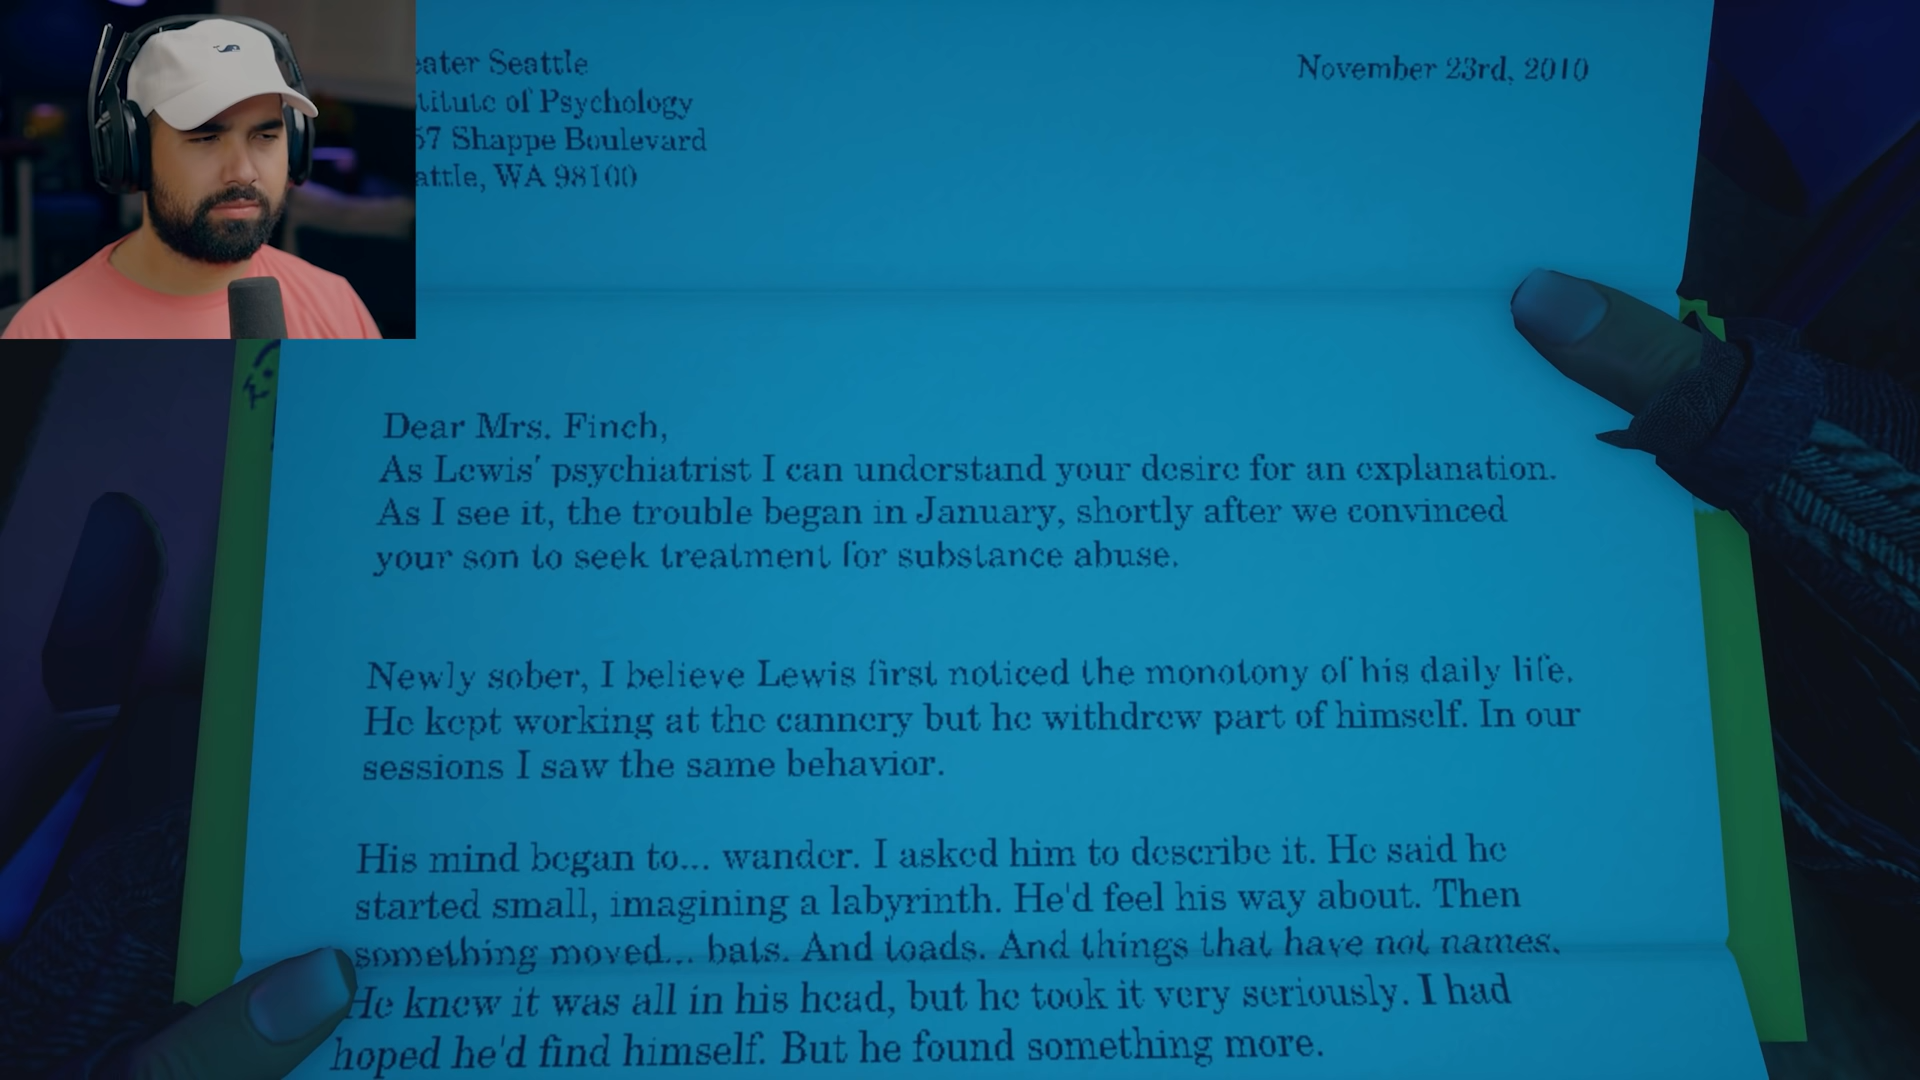 eater Seattle
titute of Psychology
57 Shappe Boulevard
attle, WA 98100
November 23rd, 2010
Dear Mrs. Finch,
As Lewis' psychiatrist I can understand your desire for an explanation.
As I see it, the trouble began in January, shortly after we convinced
your son to seek treatment for substance abuse.
Newly sober, I believe Lewis first noticed the monotony of his daily life.
He kept working at the cannery but he withdrew part of himself. In our
sessions I saw the same behavior.
His mind began to... wander. I asked him to describe it. He said he
started small, imagining a labyrinth. He'd feel his way about. Then
something moved... bats. And toads. And things that have not names.
He knew it was all in his head, but he took it very seriously. I had
hoped he'd find himself. But he found something more.